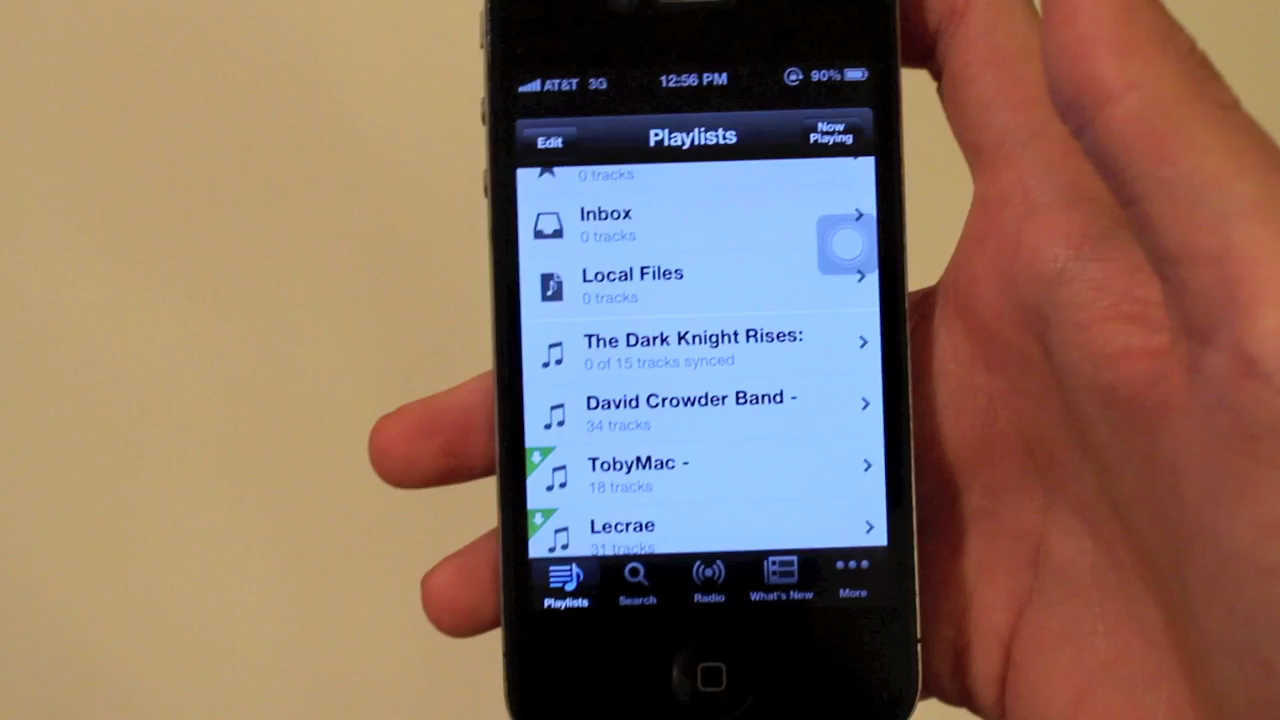 AT&T 3G 12:56 PM 90%
Edit Playlists Now Playing
0 tracks
Inbox
0 tracks
Local Files
0 tracks
The Dark Knight Rises:
0 of 15 tracks synced
David Crowder Band -
34 tracks
TobyMac -
18 tracks
Lecrae
31 tracks
Playlists Search Radio What's New More